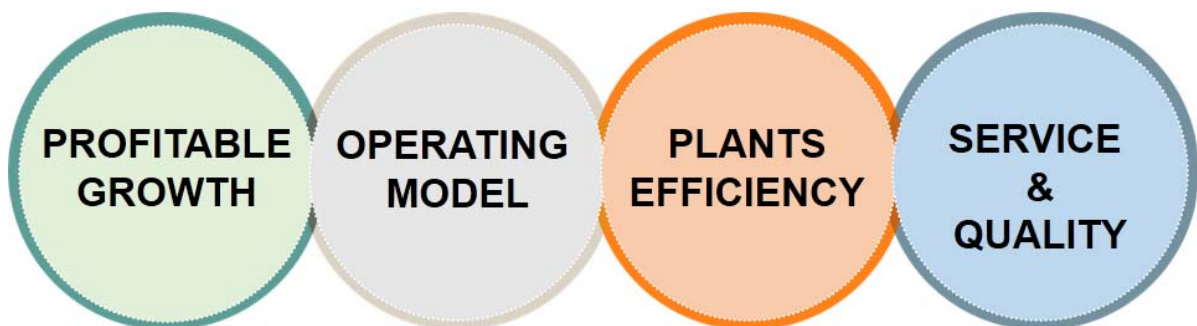 PROFITABLE
GROWTH
OPERATING
MODEL
PLANTS
EFFICIENCY
SERVICE
&
QUALITY